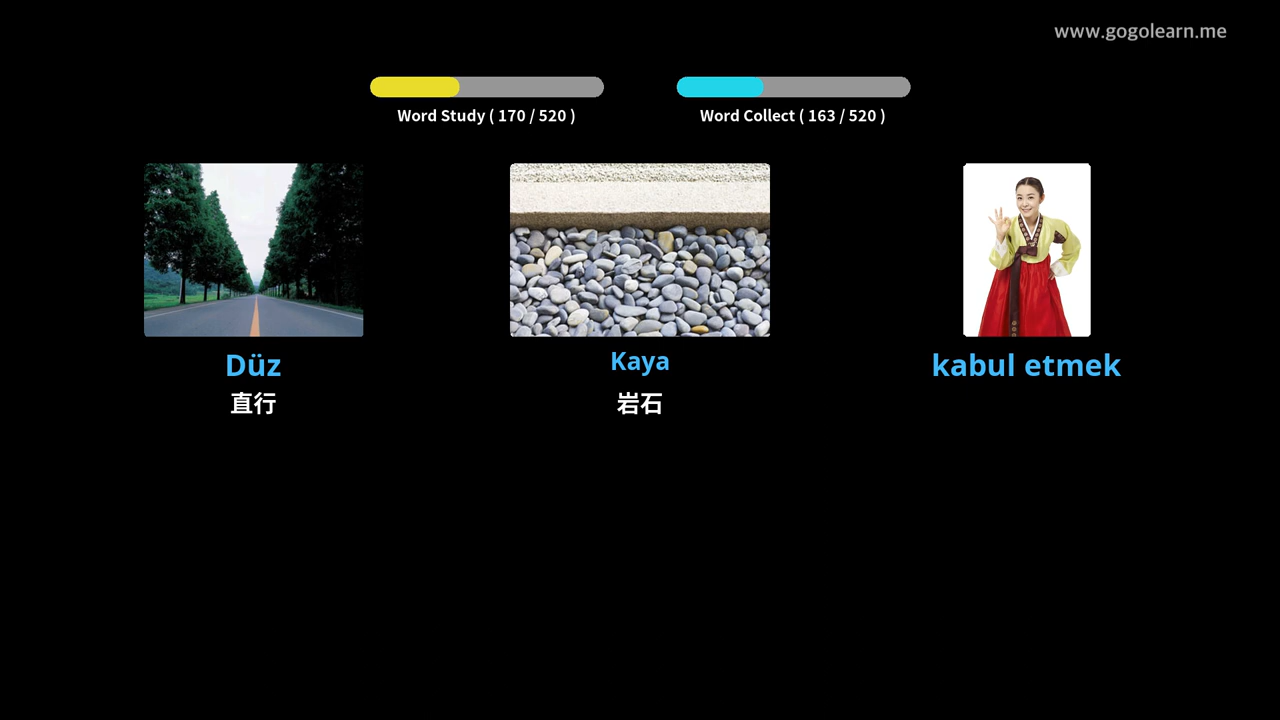 www.gogolearn.me
Word Study ( 170 / 520 )
Word Collect ( 163 / 520 )
Düz
Kaya
kabul etmek
直行
岩石